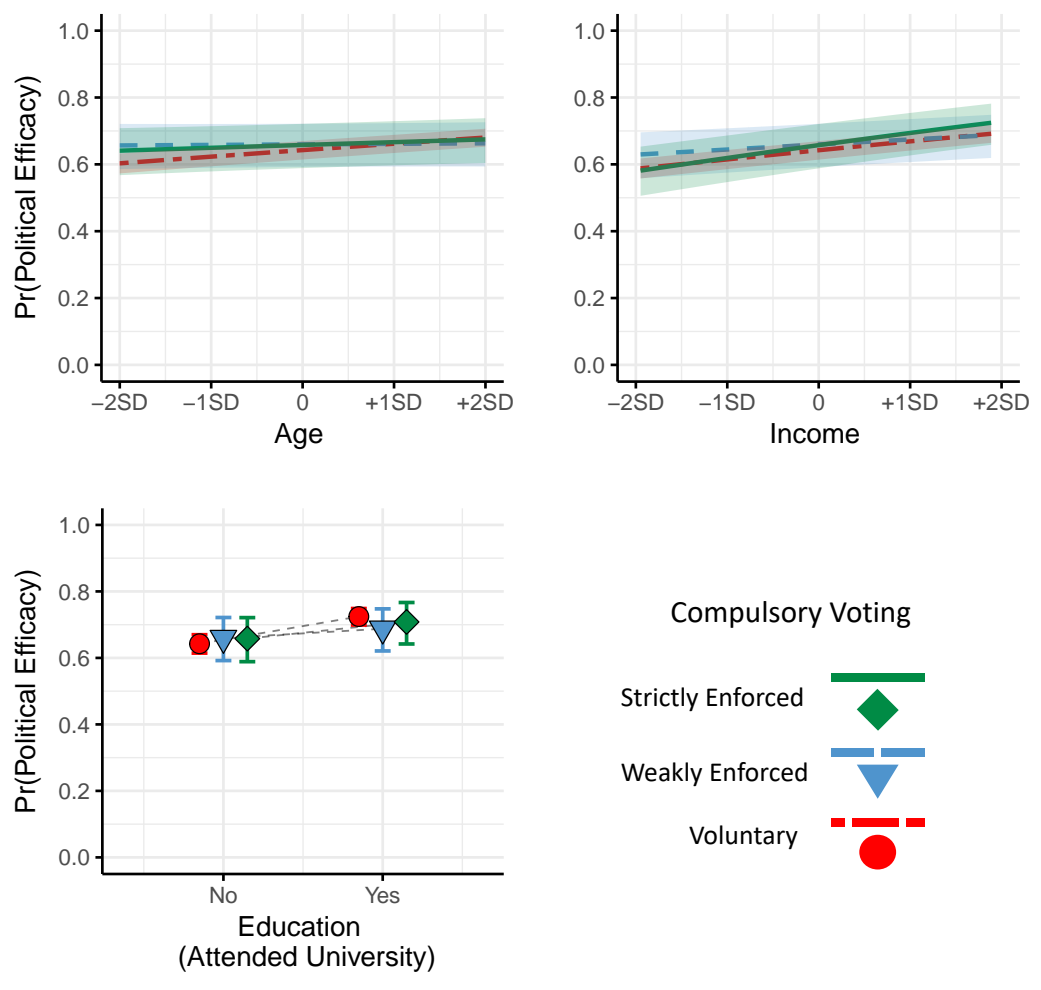 Pr(Political Efficacy)
1.0
0.8
0.6
0.4
0.2
0.0
−2SD −1SD 0 +1SD +2SD
Age
1.0
0.8
0.6
0.4
0.2
0.0
−2SD −1SD 0 +1SD +2SD
Income
Pr(Political Efficacy)
1.0
0.8
0.6
0.4
0.2
0.0
No Yes
Education
(Attended University)
Compulsory Voting
Strictly Enforced
Weakly Enforced
Voluntary